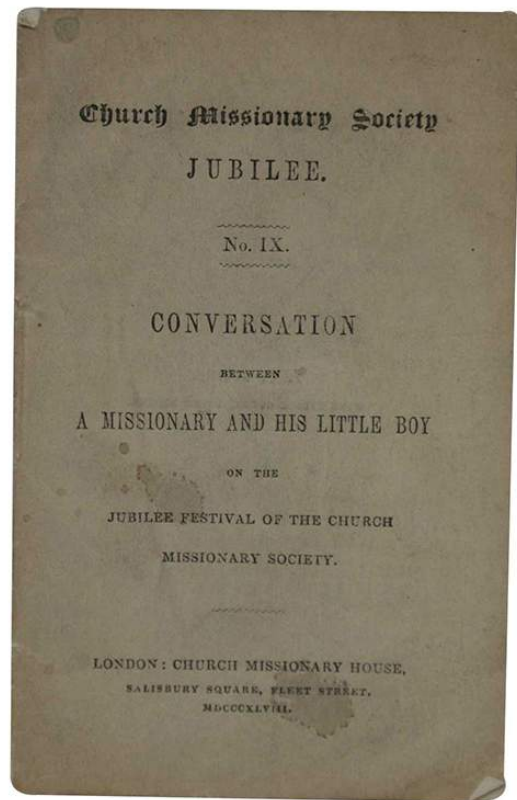 Church Missionary Society
JUBILEE.
No. IX.
CONVERSATION
BETWEEN
A MISSIONARY AND HIS LITTLE BOY
ON THE
JUBILEE FESTIVAL OF THE CHURCH
MISSIONARY SOCIETY.
LONDON: CHURCH MISSIONARY HOUSE,
SALISBURY SQUARE, FLEET STREET.
MDCCCXLVIII.